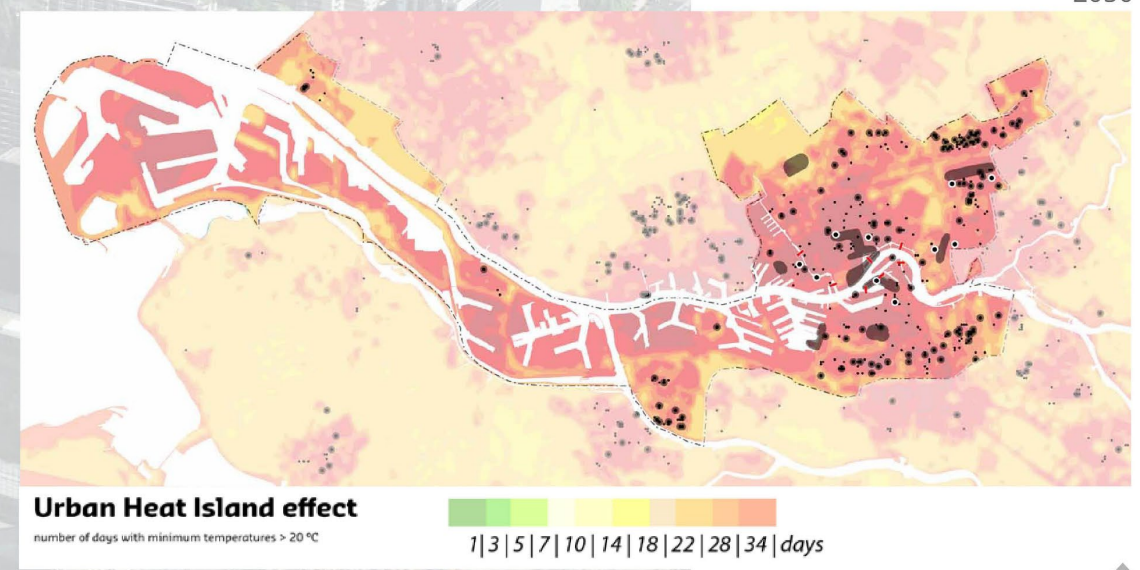 Urban Heat Island effect
number of days with minimum temperatures > 20 ºC
1|3|5|7|10|14|18|22|28|34|days